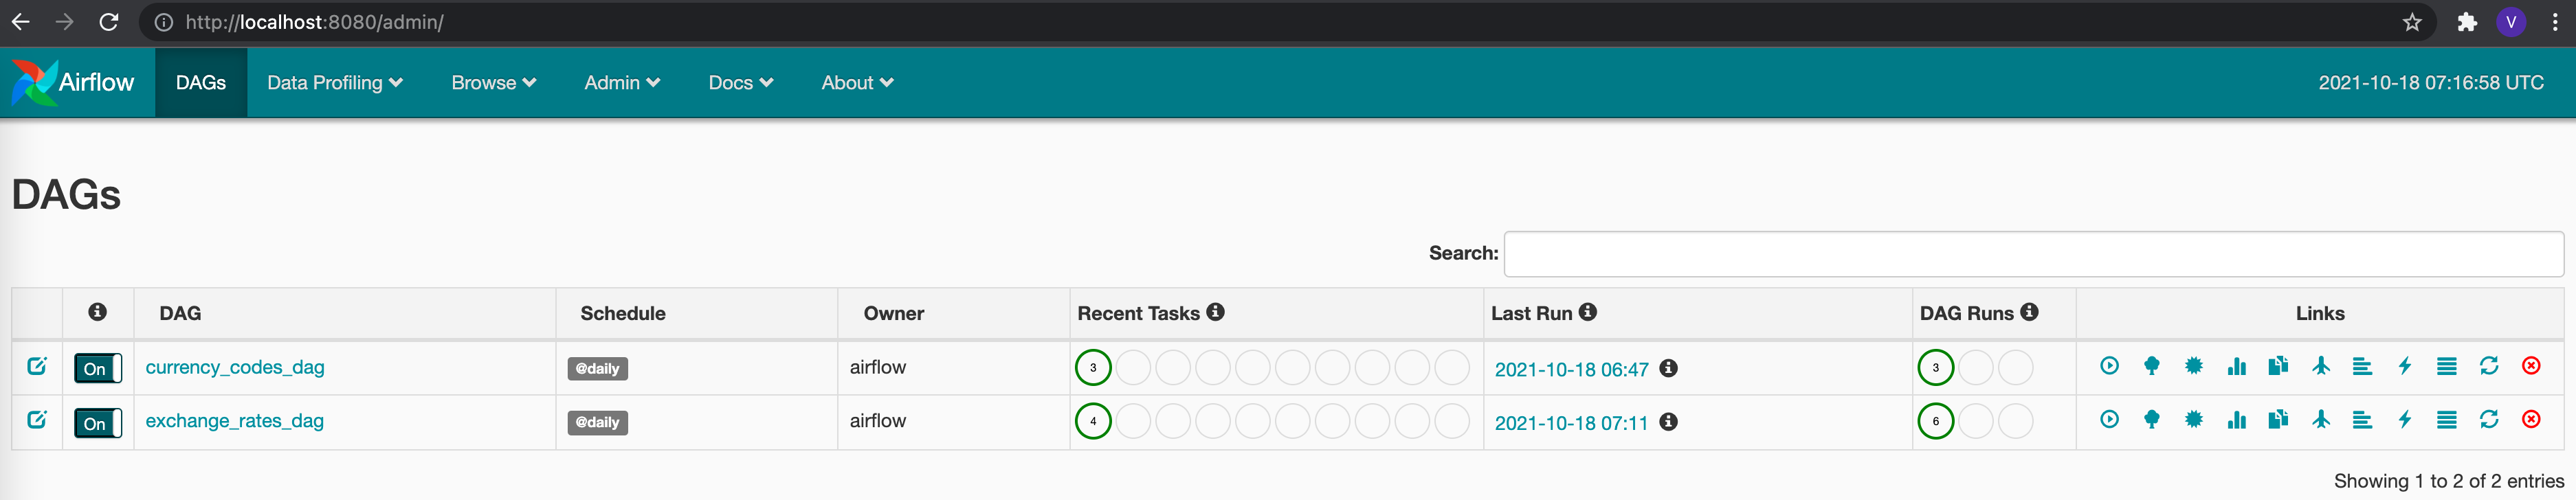 http://localhost:8080/admin/
V
Airflow DAGs Data Profiling Browse Admin Docs About 2021-10-18 07:16:58 UTC
DAGs
Search:
DAG Schedule Owner Recent Tasks Last Run DAG Runs Links
On currency_codes_dag @daily airflow 3 2021-10-18 06:47 3
On exchange_rates_dag @daily airflow 4 2021-10-18 07:11 6
Showing 1 to 2 of 2 entries